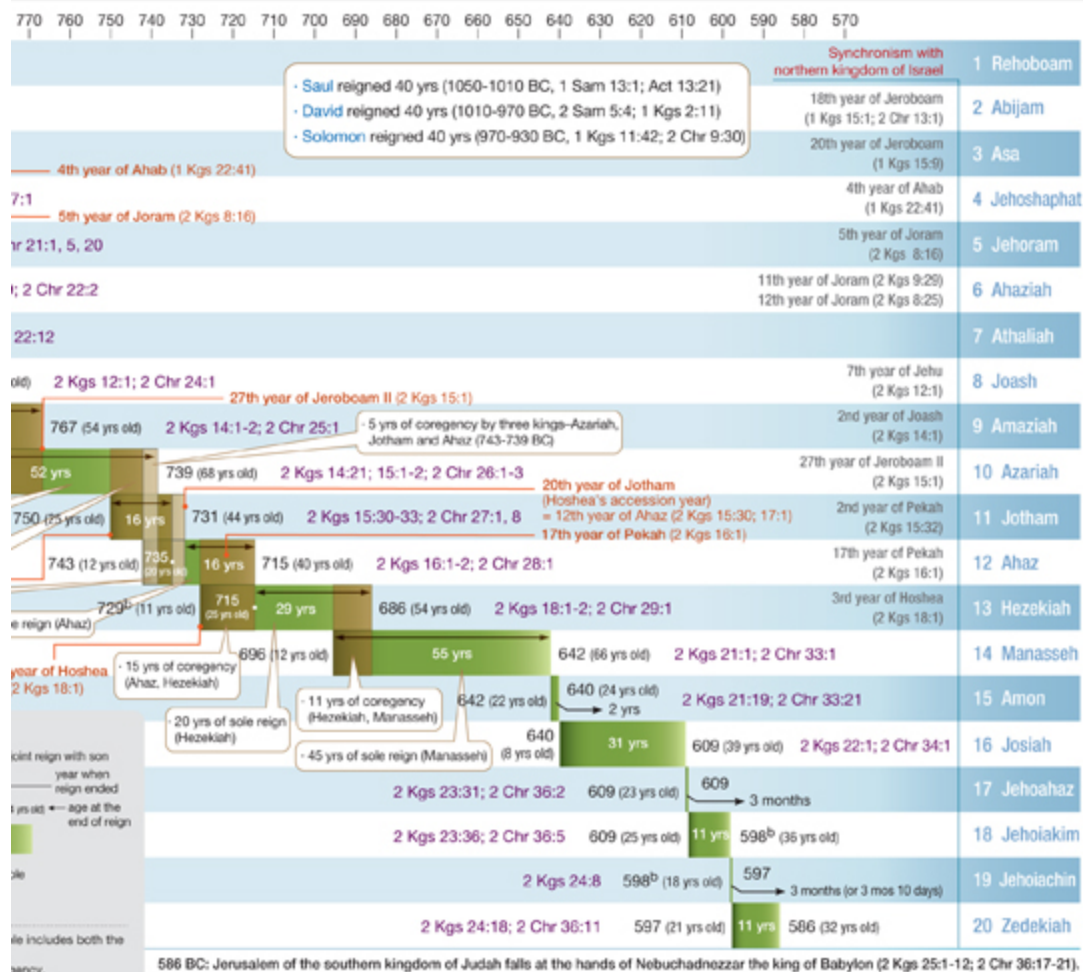 770 760 750 740 730 720 710 700 690 680 670 660 650 640 630 620 610 600 590 580 570
Synchronism with
northern kingdom of Israel
1 Rehoboam
· Saul reigned 40 yrs (1050-1010 BC, 1 Sam 13:1; Act 13:21)
· David reigned 40 yrs (1010-970 BC, 2 Sam 5:4; 1 Kgs 2:11)
· Solomon reigned 40 yrs (970-930 BC, 1 Kgs 11:42; 2 Chr 9:30)
18th year of Jeroboam
(1 Kgs 15:1; 2 Chr 13:1)
2 Abijam
20th year of Jeroboam
(1 Kgs 15:9)
3 Asa
4th year of Ahab (1 Kgs 22:41)
7:1
4th year of Ahab
(1 Kgs 22:41)
4 Jehoshaphat
5th year of Joram (2 Kgs 8:16)
nr 21:1, 5, 20
5th year of Joram
(2 Kgs 8:16)
5 Jehoram
; 2 Chr 22:2
11th year of Joram (2 Kgs 9:29)
12th year of Joram (2 Kgs 8:25)
6 Ahaziah
22:12
7 Athaliah
old) 2 Kgs 12:1; 2 Chr 24:1
7th year of Jehu
(2 Kgs 12:1)
8 Joash
27th year of Jeroboam II (2 Kgs 15:1)
767 (54 yrs old) 2 Kgs 14:1-2; 2 Chr 25:1
· 5 yrs of coregency by three kings–Azariah,
Jotham and Ahaz (743-739 BC)
2nd year of Joash
(2 Kgs 14:1)
9 Amaziah
52 yrs
739 (68 yrs old) 2 Kgs 14:21; 15:1-2; 2 Chr 26:1-3
27th year of Jeroboam II
(2 Kgs 15:1)
10 Azariah
20th year of Jotham
(Hoshea's accession year)
= 12th year of Ahaz (2 Kgs 15:30; 17:1)
750 (25 yrs old) 16 yrs 731 (44 yrs old) 2 Kgs 15:30-33; 2 Chr 27:1, 8
2nd year of Pekah
(2 Kgs 15:32)
11 Jotham
17th year of Pekah (2 Kgs 16:1)
743 (12 yrs old) 735 (20 yrs old) 16 yrs 715 (40 yrs old) 2 Kgs 16:1-2; 2 Chr 28:1
17th year of Pekah
(2 Kgs 16:1)
12 Ahaz
729b (11 yrs old) 715 (25 yrs old) 29 yrs 686 (54 yrs old) 2 Kgs 18:1-2; 2 Chr 29:1
3rd year of Hoshea
(2 Kgs 18:1)
13 Hezekiah
e reign (Ahaz)
year of Hoshea
2 Kgs 18:1)
· 15 yrs of coregency
(Ahaz, Hezekiah)
696 (12 yrs old) 55 yrs 642 (66 yrs old) 2 Kgs 21:1; 2 Chr 33:1
14 Manasseh
· 11 yrs of coregency
(Hezekiah, Manasseh)
· 20 yrs of sole reign
(Hezekiah)
· 45 yrs of sole reign (Manasseh)
642 (22 yrs old) 640 (24 yrs old)
2 yrs
2 Kgs 21:19; 2 Chr 33:21
15 Amon
640
(8 yrs old)
31 yrs 609 (39 yrs old) 2 Kgs 22:1; 2 Chr 34:1
16 Josiah
oint reign with son
year when
reign ended
yrs old) age at the
end of reign
2 Kgs 23:31; 2 Chr 36:2 609 (23 yrs old) 609
3 months
17 Jehoahaz
2 Kgs 23:36; 2 Chr 36:5 609 (25 yrs old) 11 yrs 598b (36 yrs old)
18 Jehoiakim
2 Kgs 24:8 598b (18 yrs old) 597
3 months (or 3 mos 10 days)
19 Jehoiachin
2 Kgs 24:18; 2 Chr 36:11 597 (21 yrs old) 11 yrs 586 (32 yrs old)
20 Zedekiah
le includes both the
586 BC: Jerusalem of the southern kingdom of Judah falls at the hands of Nebuchadnezzar the king of Babylon (2 Kgs 25:1-12; 2 Chr 36:17-21).